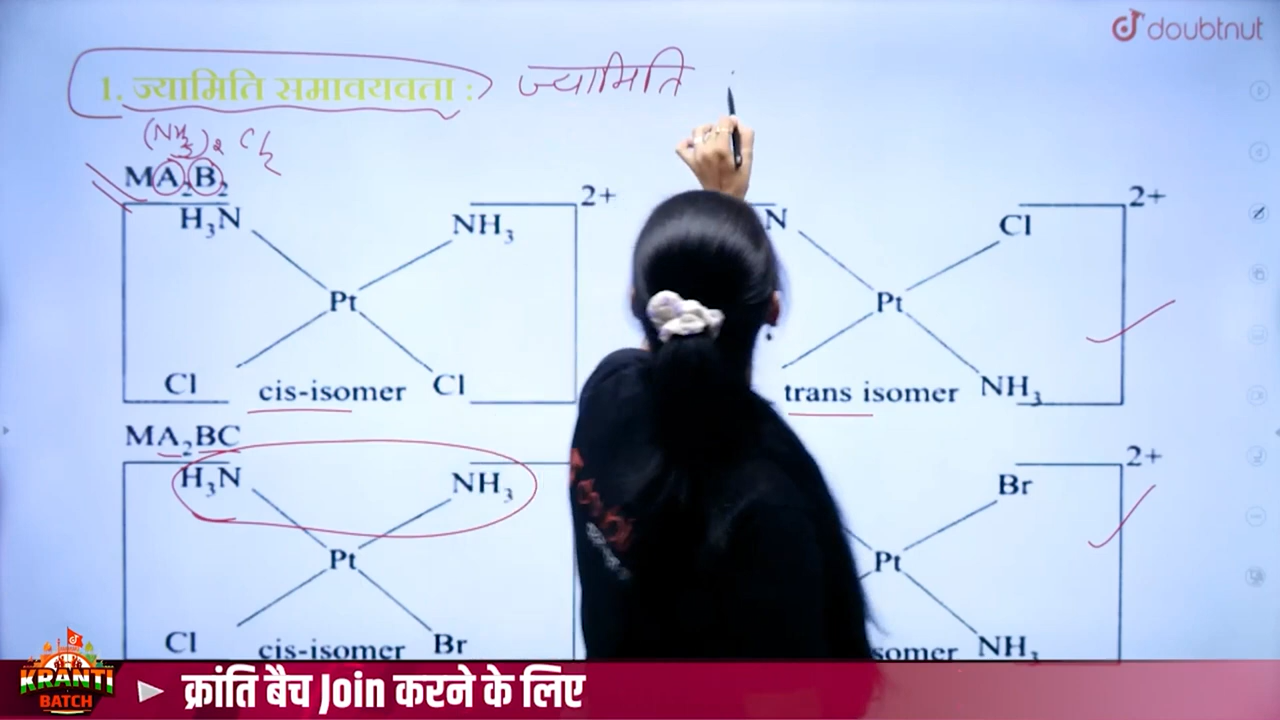 doubtnut
1. ज्यामिति समावयवता : ज्यामिति
(NH3)2 Cl2
MA2B2
2+
2+
H3N NH3 N Cl
Pt Pt
Cl cis-isomer Cl trans isomer NH3
MA2BC
2+
H3N NH3 Br
Pt Pt
Cl cis-isomer Br somer NH3
KRANTI
BATCH
क्रांति बैच Join करने के लिए